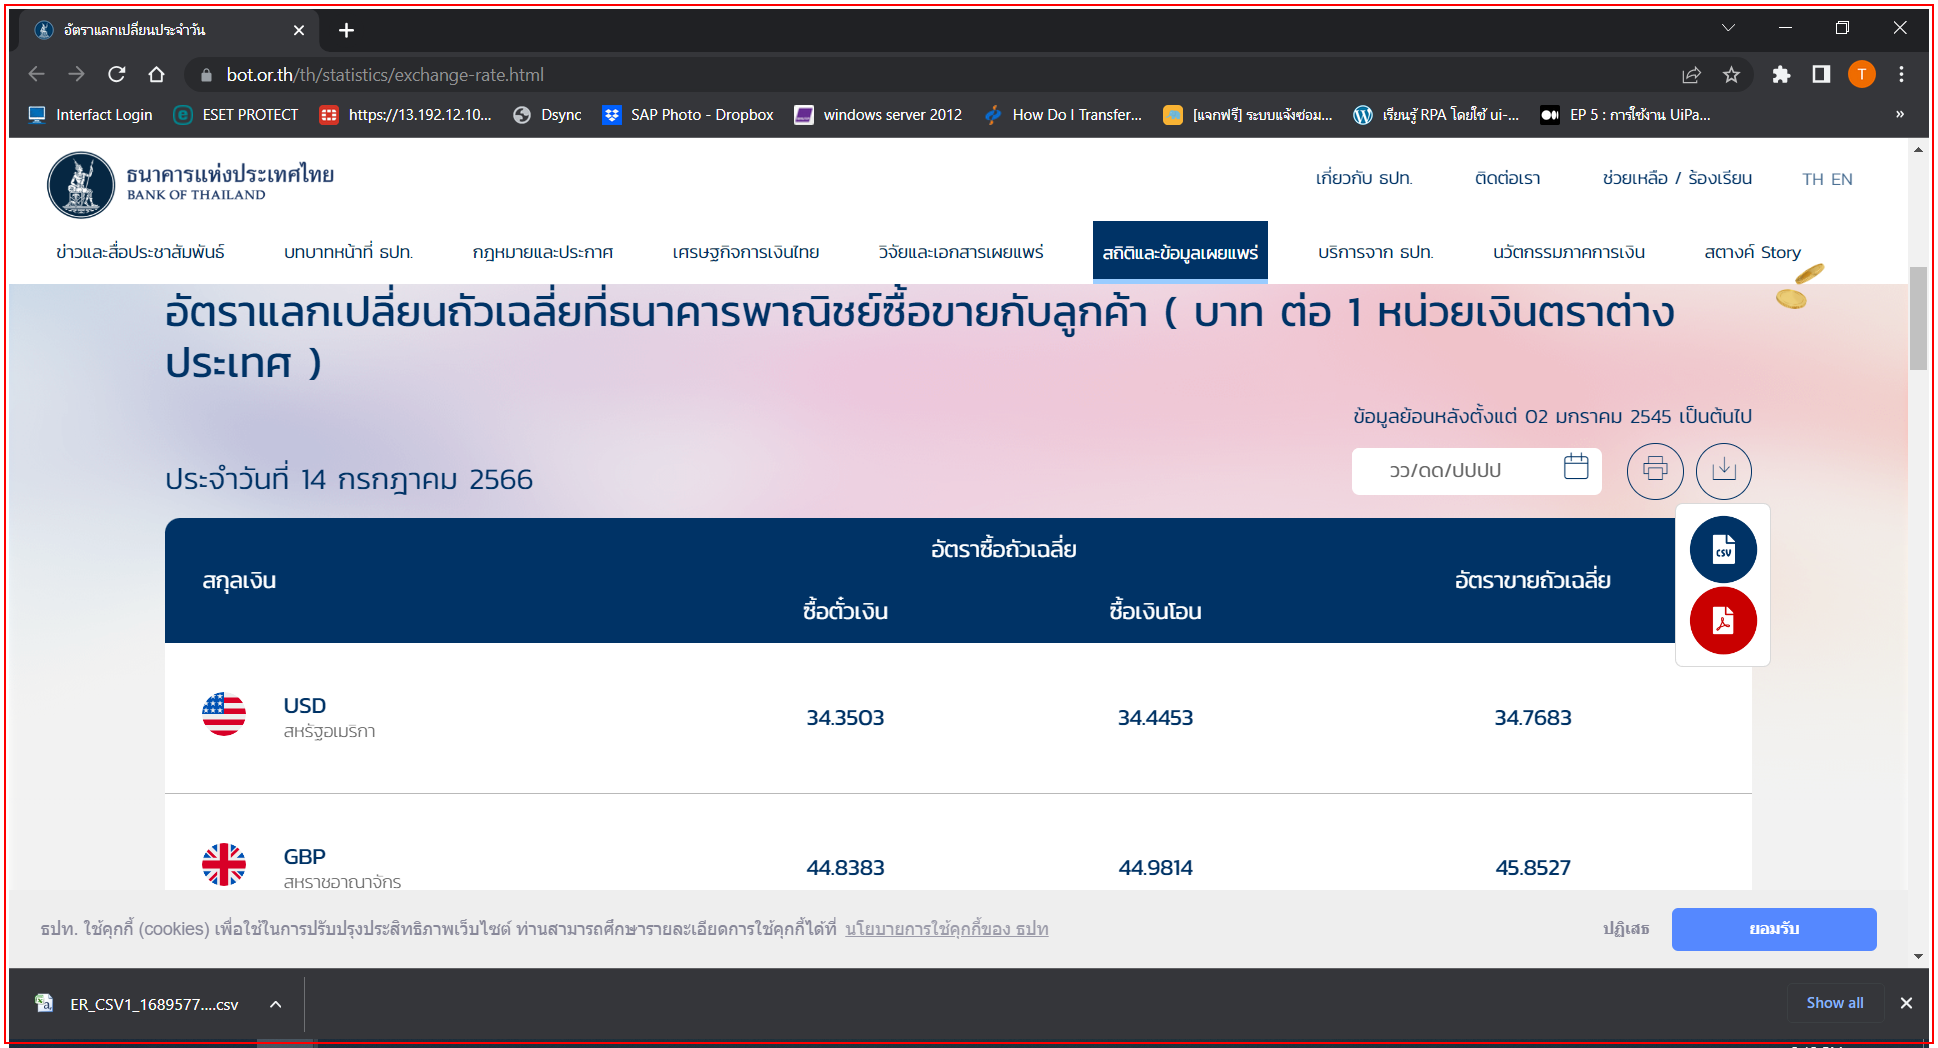 อัตราแลกเปลี่ยนประจำวัน
bot.or.th/th/statistics/exchange-rate.html
T
Interfact Login
ESET PROTECT
https://13.192.12.10...
Dsync
SAP Photo - Dropbox
windows server 2012
How Do I Transfer...
[แจกฟรี] ระบบแจ้งซ่อม...
เรียนรู้ RPA โดยใช้ ui-...
EP 5 : การใช้งาน UiPa...
»
ธนาคารแห่งประเทศไทย
BANK OF THAILAND
เกี่ยวกับ ธปท.
ติดต่อเรา
ช่วยเหลือ / ร้องเรียน
TH EN
ข่าวและสื่อประชาสัมพันธ์
บทบาทหน้าที่ ธปท.
กฎหมายและประกาศ
เศรษฐกิจการเงินไทย
วิจัยและเอกสารเผยแพร่
สถิติและข้อมูลเผยแพร่
บริการจาก ธปท.
นวัตกรรมภาคการเงิน
สตางค์ Story
อัตราแลกเปลี่ยนถัวเฉลี่ยที่ธนาคารพาณิชย์ซื้อขายกับลูกค้า ( บาท ต่อ 1 หน่วยเงินตราต่าง
ประเทศ )
ข้อมูลย้อนหลังตั้งแต่ 02 มกราคม 2545 เป็นต้นไป
ประจำวันที่ 14 กรกฎาคม 2566
วว/ดด/ปปปป
สกุลเงิน
อัตราซื้อถัวเฉลี่ย
ซื้อตั๋วเงิน
ซื้อเงินโอน
อัตราขายถัวเฉลี่ย
CSV
USD
สหรัฐอเมริกา
34.3503
34.4453
34.7683
GBP
สหราชอาณาจักร
44.8383
44.9814
45.8527
ธปท. ใช้คุกกี้ (cookies) เพื่อใช้ในการปรับปรุงประสิทธิภาพเว็บไซต์ ท่านสามารถศึกษารายละเอียดการใช้คุกกี้ได้ที่ นโยบายการใช้คุกกี้ของ ธปท
ปฏิเสธ
ยอมรับ
ER_CSV1_1689577....csv
Show all